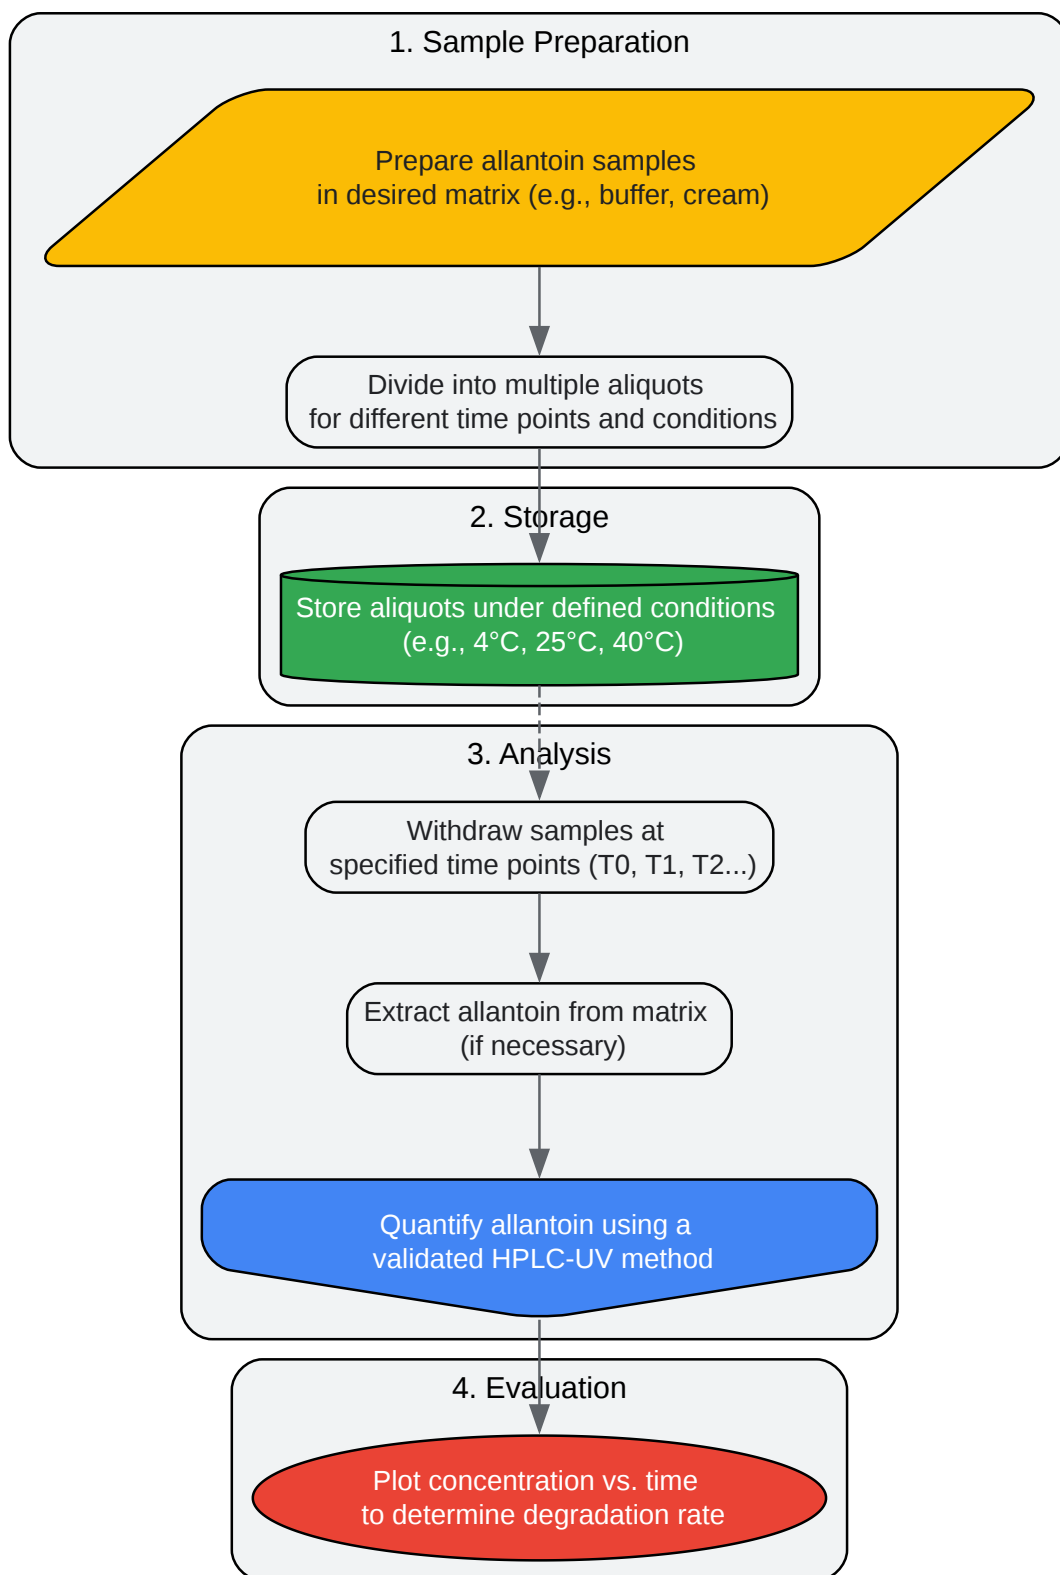 1. Sample Preparation
Prepare allantoin samples
in desired matrix (e.g., buffer, cream)
Divide into multiple aliquots
for different time points and conditions
2. Storage
Store aliquots under defined conditions
(e.g., 4°C, 25°C, 40°C)
3. Analysis
Withdraw samples at
specified time points (T0, T1, T2...)
Extract allantoin from matrix
(if necessary)
Quantify allantoin using a
validated HPLC-UV method
4. Evaluation
Plot concentration vs. time
to determine degradation rate